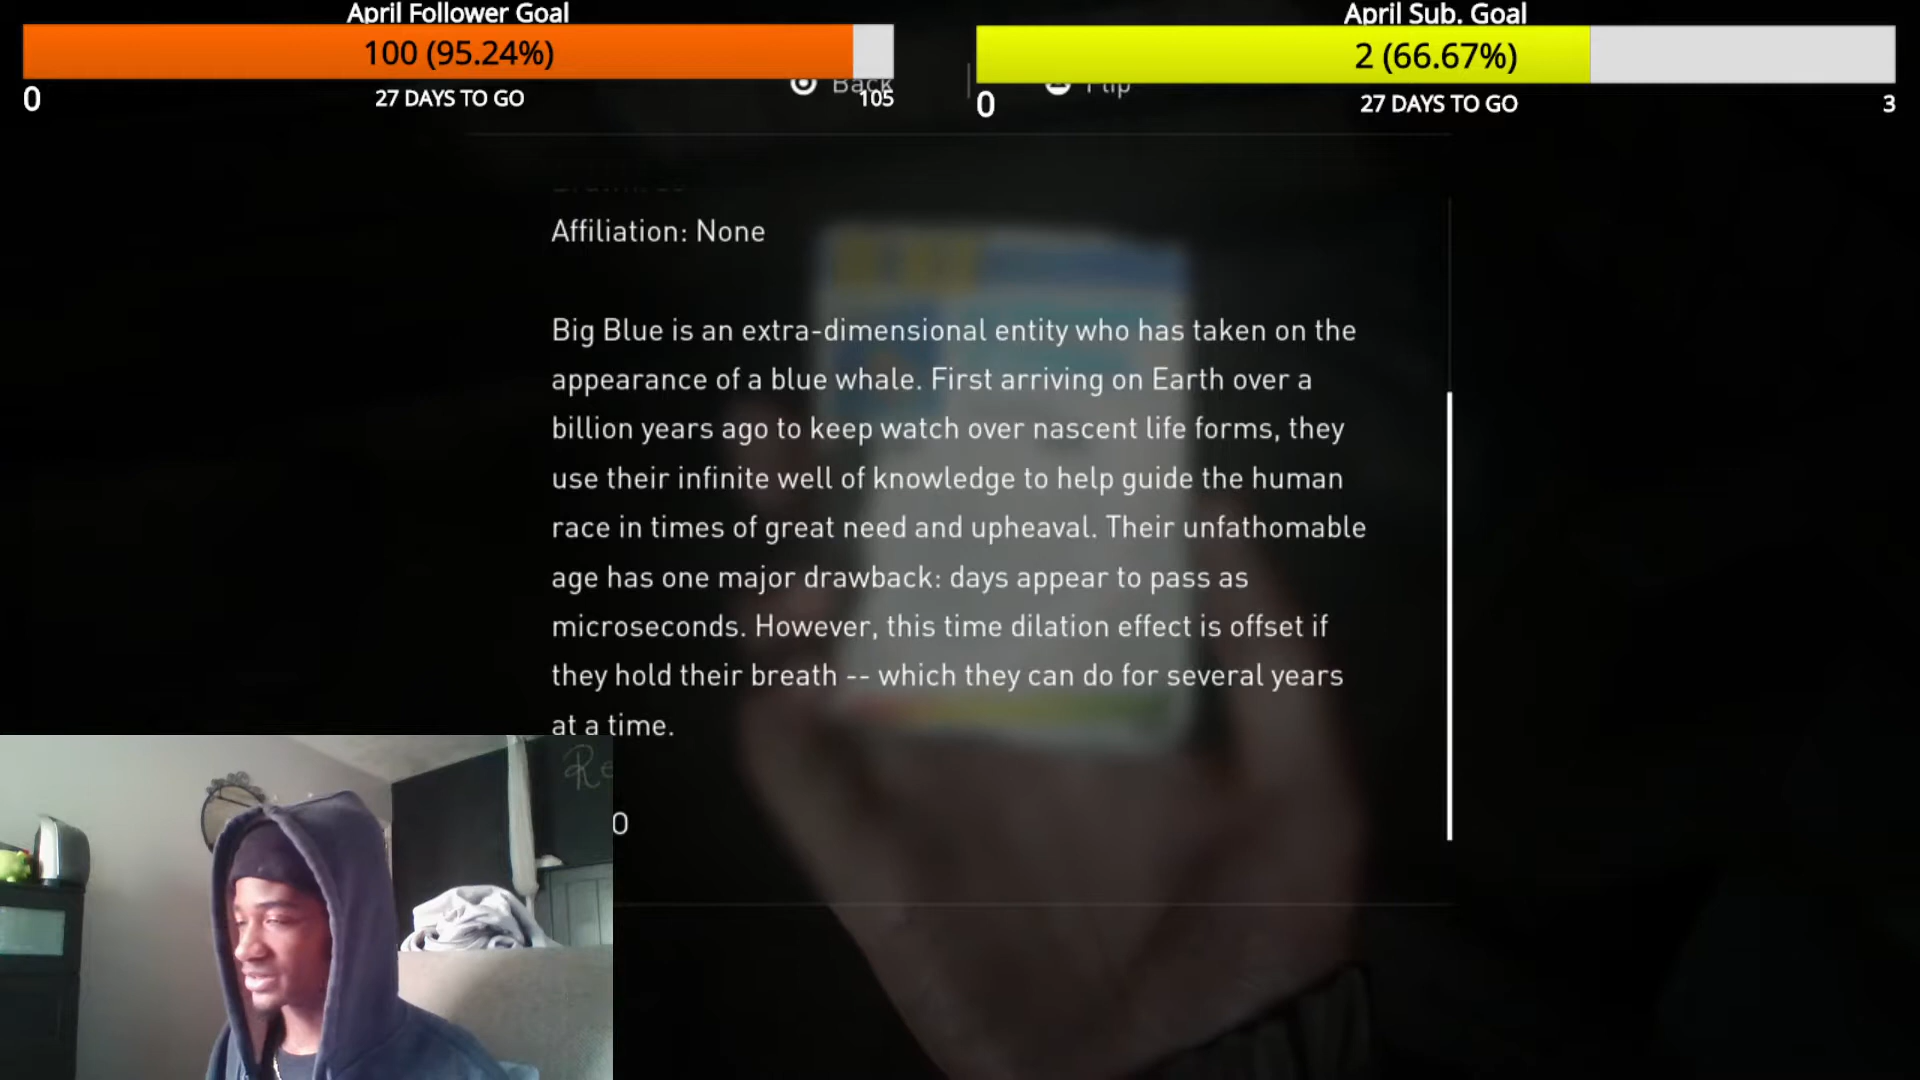 April Follower Goal
April Sub. Goal
100 (95.24%)
2 (66.67%)
Back
Flip
0
27 DAYS TO GO
105
0
27 DAYS TO GO
3
Affiliation: None
Big Blue is an extra-dimensional entity who has taken on the
appearance of a blue whale. First arriving on Earth over a
billion years ago to keep watch over nascent life forms, they
use their infinite well of knowledge to help guide the human
race in times of great need and upheaval. Their unfathomable
age has one major drawback: days appear to pass as
microseconds. However, this time dilation effect is offset if
they hold their breath -- which they can do for several years
at a time.
Re
0